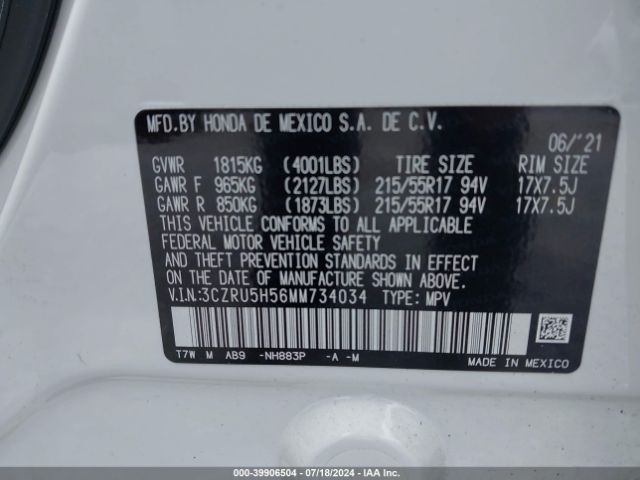 MFD.BY HONDA DE MEXICO S.A. DE C.V.
06/'21
GVWR 1815KG (4001LBS) TIRE SIZE RIM SIZE
GAWR F 965KG (2127LBS) 215/55R17 94V 17X7.5J
GAWR R 850KG (1873LBS) 215/55R17 94V 17X7.5J
THIS VEHICLE CONFORMS TO ALL APPLICABLE
FEDERAL MOTOR VEHICLE SAFETY
AND THEFT PREVENTION STANDARDS IN EFFECT
ON THE DATE OF MANUFACTURE SHOWN ABOVE.
V.I.N:3CZRU5H56MM734034 TYPE: MPV
T7W M AB9 -NH883P -A -M
MADE IN MEXICO
000-39906504 / 07/18/2024 - IAA Inc.